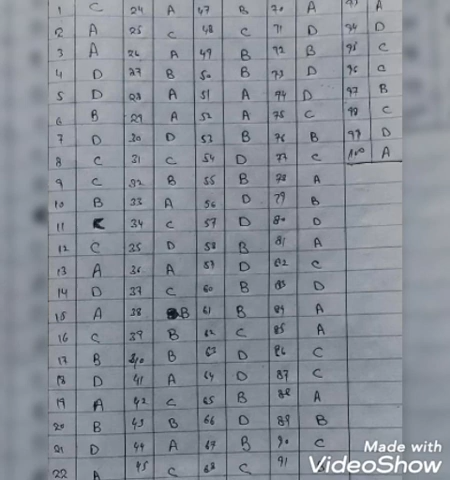 1 C 24 A 47 B 70 A 93 A
2 A 25 C 48 C 71 D 94 D
3 A 26 A 49 B 72 B 95 C
4 D 27 B 50 B 73 D 96 C
5 D 28 A 51 A 74 D 97 B
6 B 29 A 52 A 75 C 98 C
7 D 30 D 53 B 76 B 99 D
8 C 31 C 54 D 77 C 100 A
9 C 32 B 55 B 78 A
10 B 33 A 56 D 79 B
11 34 C 57 D 80 D
12 C 35 D 58 B 81 A
13 A 36 A 59 D 82 C
14 D 37 C 60 B 83 D
15 A 38 B 61 B 84 A
16 C 39 B 62 C 85 A
17 B 40 B 63 D 86 C
18 D 41 A 64 D 87 C
19 A 42 C 65 B 88 A
20 B 43 B 66 D 89 B
21 D 44 A 67 B 90 C
22 A 45 C 68 C 91
Made with
VideoShow